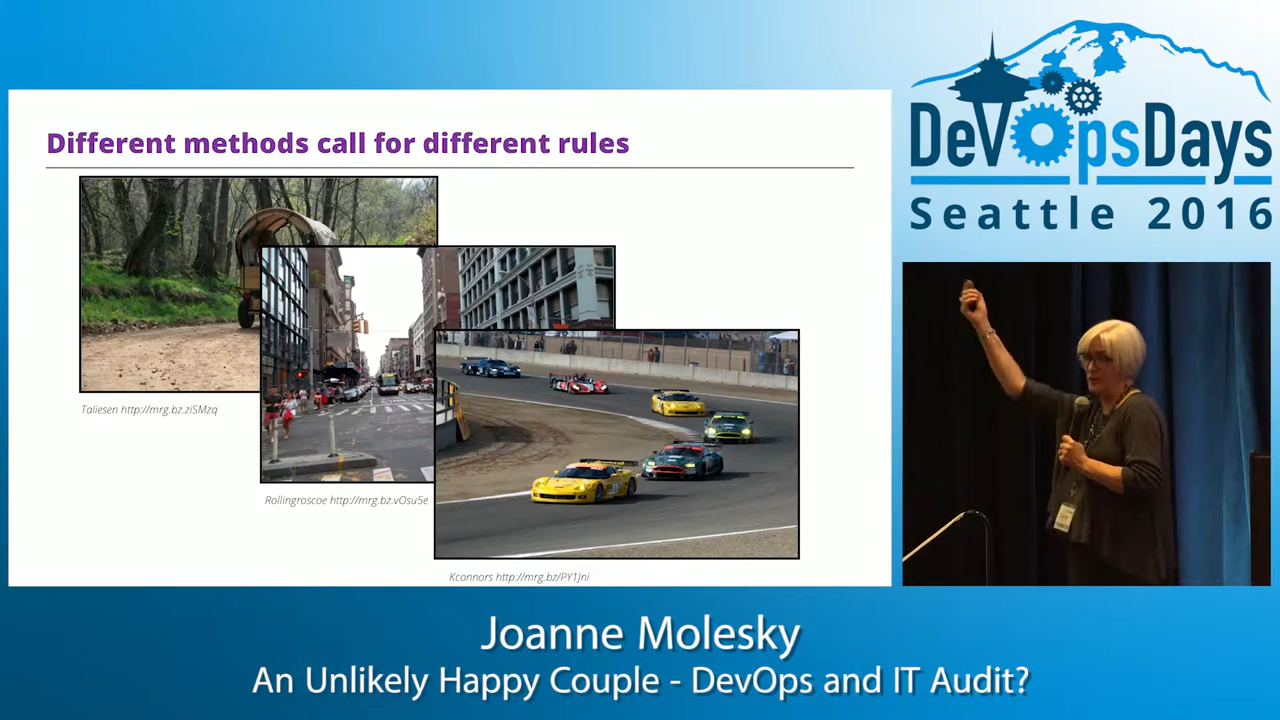 Different methods call for different rules
Taliesen http://mrg.bz.ziSMzq
Rollingroscoe http://mrg.bz.vOsu5e
Kconnors http://mrg.bz/PY1Jni
DevOpsDays
Seattle 2016
Joanne Molesky
An Unlikely Happy Couple - DevOps and IT Audit?